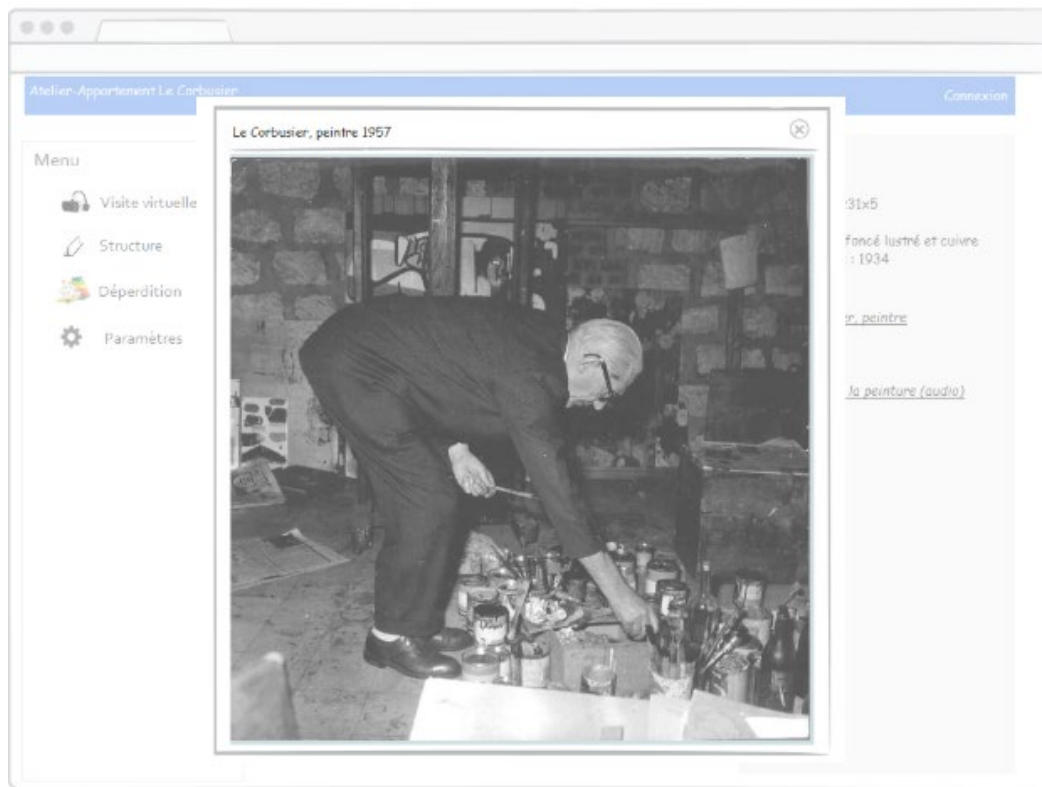 Atelier-Appartement Le Corbusier
Connexion
Le Corbusier, peintre 1957
Menu
Visite virtuelle
Structure
Déperdition
Paramètres
31x5
foncé lustré et cuivre
: 1934
er, peintre
la peinture (audio)